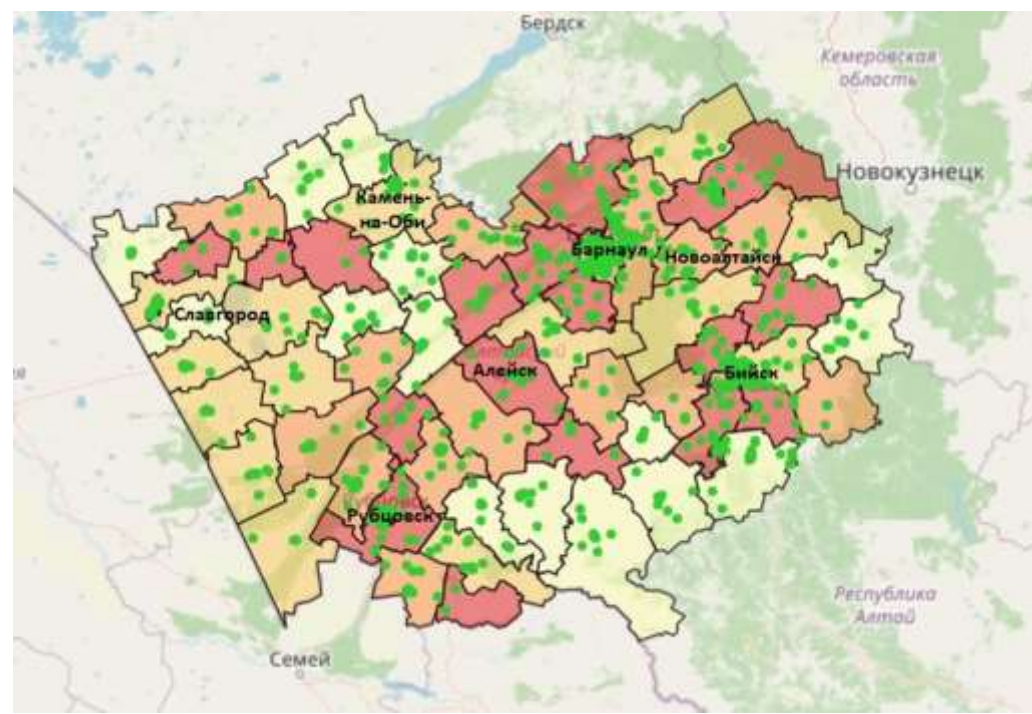 Бердск
Кемеровская
область
Новокузнецк
Камень-
на-Оби
Барнаул
Новоалтайск
Славгород
Алейск
Бийск
Рубцовск
Республика
Алтай
Семей